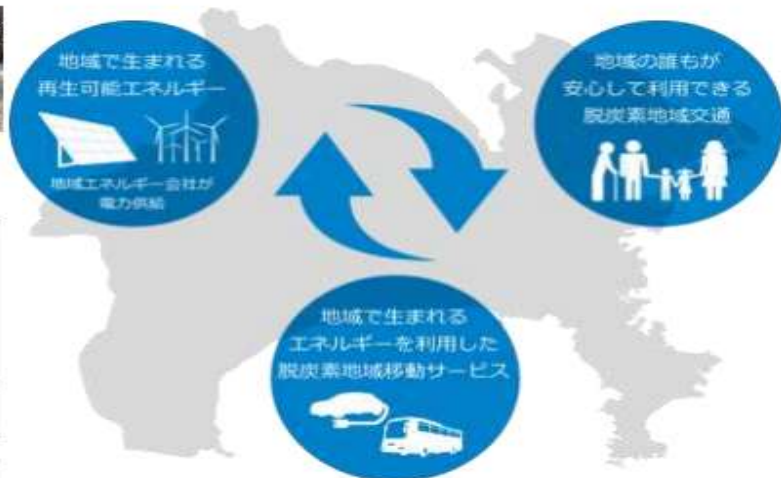 地域で生まれる
再生可能エネルギー
地域エネルギー会社が
電力供給
地域の誰もが
安心して利用できる
脱炭素地域交通
地域で生まれる
エネルギーを利用した
脱炭素地域移動サービス